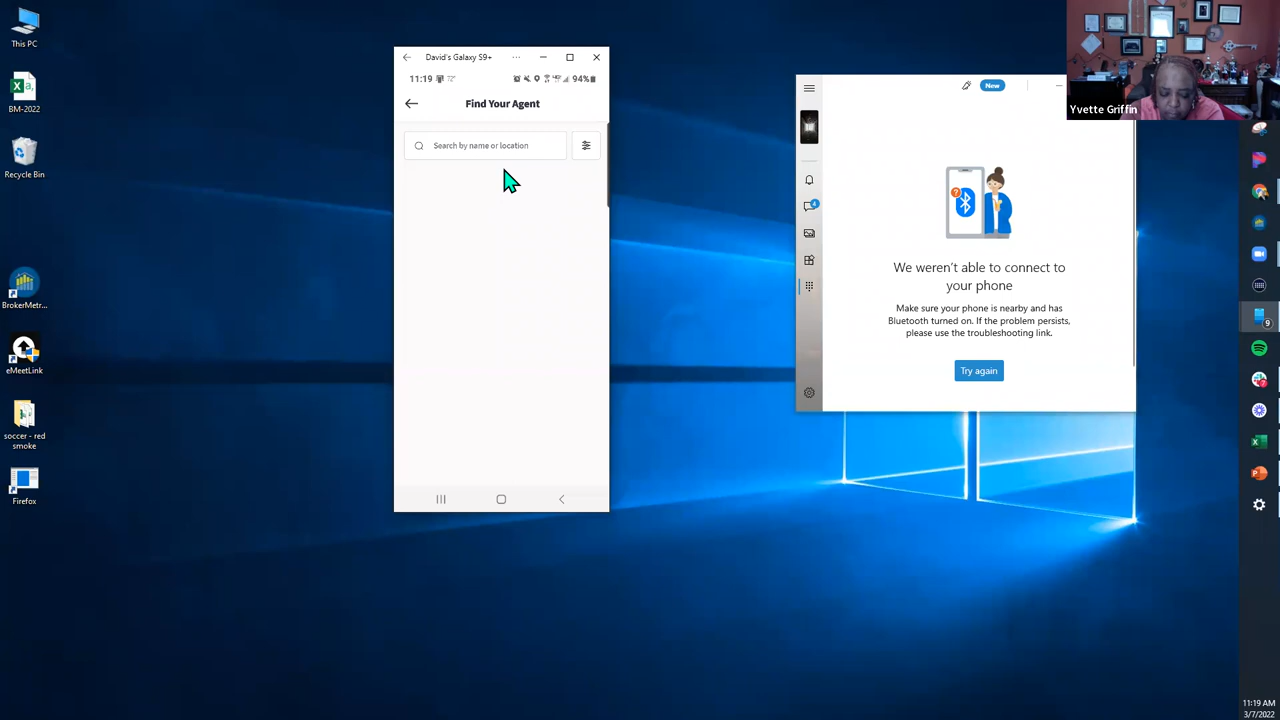 This PC
BM-2022
Recycle Bin
BrokerMetr...
eMeetLink
soccer - red
smoke
Firefox
David's Galaxy S9+
11:19
72°
94%
Find Your Agent
Search by name or location
New
4
We weren't able to connect to
your phone
Make sure your phone is nearby and has
Bluetooth turned on. If the problem persists,
please use the troubleshooting link.
Try again
Yvette Griffin
9
11:19 AM
3/7/2022